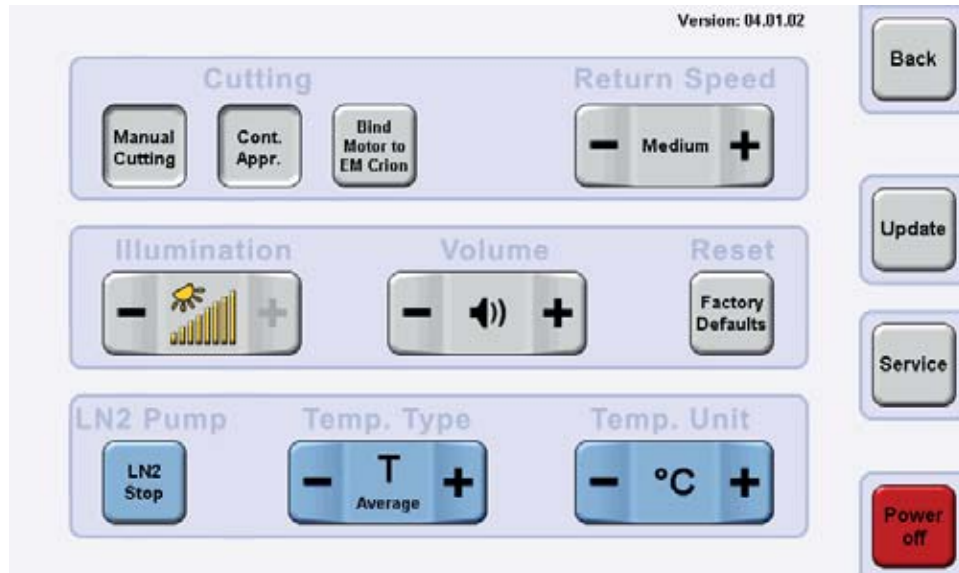 Version: 04.01.02
Back
Cutting
Return Speed
Manual
Cutting
Cont.
Appr.
Bind
Motor to
EM Crion
− Medium +
Update
Illumination
Volume
Reset
− +
− +
Factory
Defaults
Service
LN2 Pump
Temp. Type
Temp. Unit
LN2
Stop
− T +
Average
− °C +
Power
off